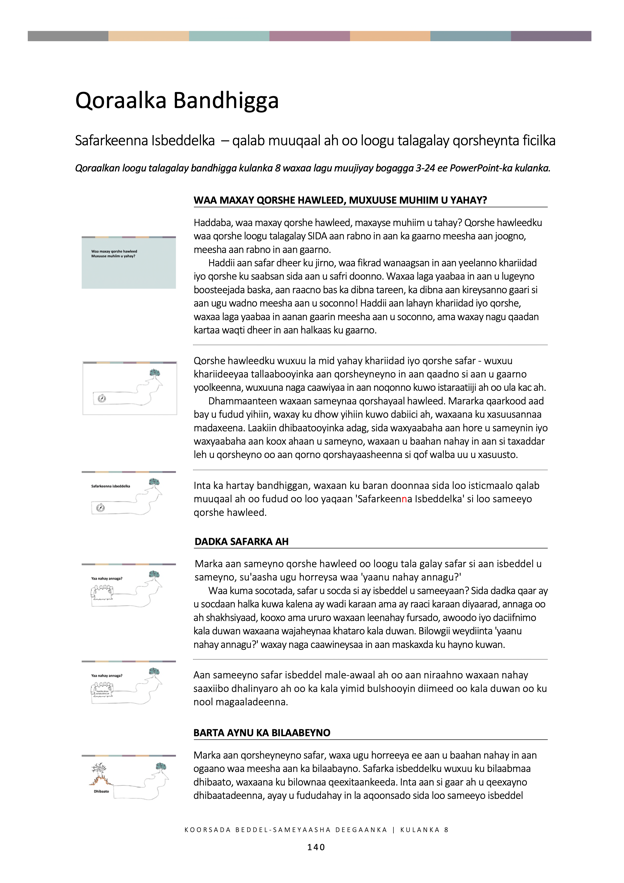 Qoraalka Bandhigga
Safarkeenna Isbeddelka – qalab muuqaal ah oo loogu talagalay qorsheynta ficilka
Qoraalkan loogu talagalay bandhigga kulanka 8 waxaa lagu muujiyay bogagga 3-24 ee PowerPoint-ka kulanka.
WAA MAXAY QORSHE HAWLEED, MUXUUSE MUHIIM U YAHAY?
Waa maxay qorshe hawleed
Muxuuse muhiim u yahay?
Haddaba, waa maxay qorshe hawleed, maxayse muhiim u tahay? Qorshe hawleedku
waa qorshe loogu talagalay SIDA aan rabno in aan ka gaarno meesha aan joogno,
meesha aan rabno in aan gaarno.
Haddii aan safar dheer ku jirno, waa fikrad wanaagsan in aan yeelanno khariidad
iyo qorshe ku saabsan sida aan u safri doonno. Waxaa laga yaabaa in aan u lugeyno
boosteejada baska, aan raacno bas ka dibna tareen, ka dibna aan kireysanno gaari si
aan ugu wadno meesha aan u soconno! Haddii aan lahayn khariidad iyo qorshe,
waxaa laga yaabaa in aanan gaarin meesha aan u soconno, ama waxay nagu qaadan
kartaa waqti dheer in aan halkaas ku gaarno.
Qorshe hawleedku wuxuu la mid yahay khariidad iyo qorshe safar - wuxuu
khariideeyaa tallaabooyinka aan qorsheyneyno in aan qaadno si aan u gaarno
yoolkeenna, wuxuuna naga caawiyaa in aan noqonno kuwo istaraatiiji ah oo ula kac ah.
Dhammaanteen waxaan sameynaa qorshayaal hawleed. Mararka qaarkood aad
bay u fudud yihiin, waxay ku dhow yihiin kuwo dabiici ah, waxaana ku xasuusannaa
madaxeena. Laakiin dhibaatooyinka adag, sida waxyaabaha aan hore u sameynin iyo
waxyaabaha aan koox ahaan u sameyno, waxaan u baahan nahay in aan si taxaddar
leh u qorsheyno oo aan qorno qorshayaasheenna si qof walba uu u xasuusto.
Safarkeenna Isbeddelka
Inta ka hartay bandhiggan, waxaan ku baran doonnaa sida loo isticmaalo qalab
muuqaal ah oo fudud oo loo yaqaan 'Safarkeenna Isbeddelka' si loo sameeyo
qorshe hawleed.
DADKA SAFARKA AH
Yaa nahay annaga?
Marka aan sameyno qorshe hawleed oo loogu tala galay safar si aan isbeddel u
sameyno, su'aasha ugu horreysa waa 'yaanu nahay annagu?'
Waa kuma socotada, safar u socda si ay isbeddel u sameeyaan? Sida dadka qaar ay
u socdaan halka kuwa kalena ay wadi karaan ama ay raaci karaan diyaarad, annaga oo
ah shakhsiyaad, kooxo ama ururo waxaan leenahay fursado, awoodo iyo daciifnimo
kala duwan waxaana wajaheynaa khataro kala duwan. Bilowgii weydiinta 'yaanu
nahay annagu?' waxay naga caawineysaa in aan maskaxda ku hayno kuwan.
Yaa nahay annaga?
Aan sameeyno safar isbeddel male-awaal ah oo aan niraahno waxaan nahay
saaxiibo dhalinyaro ah oo ka kala yimid bulshooyin diimeed oo kala duwan oo ku
nool magaaladeenna.
BARTA AYNU KA BILAABEYNO
Dhibaato
Marka aan qorsheyneyno safar, waxa ugu horreeya ee aan u baahan nahay in aan
ogaano waa meesha aan ka bilaabayno. Safarka isbeddelku wuxuu ku bilaabmaa
dhibaato, waxaana ku bilownaa qeexitaankeeda. Inta aan si gaar ah u qeexayno
dhibaatadeenna, ayay u fududahay in la aqoonsado sida loo sameeyo isbeddel
KOORSADA BEDDEL-SAMEYAASHA DEEGAANKA | KULANKA 8
140